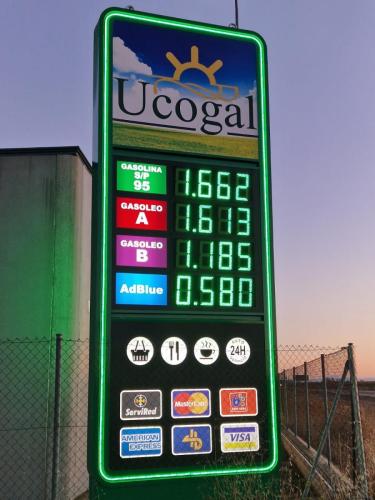 Ucogal
GASOLINA
S/P
95
1.662
GASOLEO
A
1.613
GASOLEO
B
1.185
AdBlue
0.580
24H
ServiRed
MasterCard
AMERICAN
EXPRESS
VISA